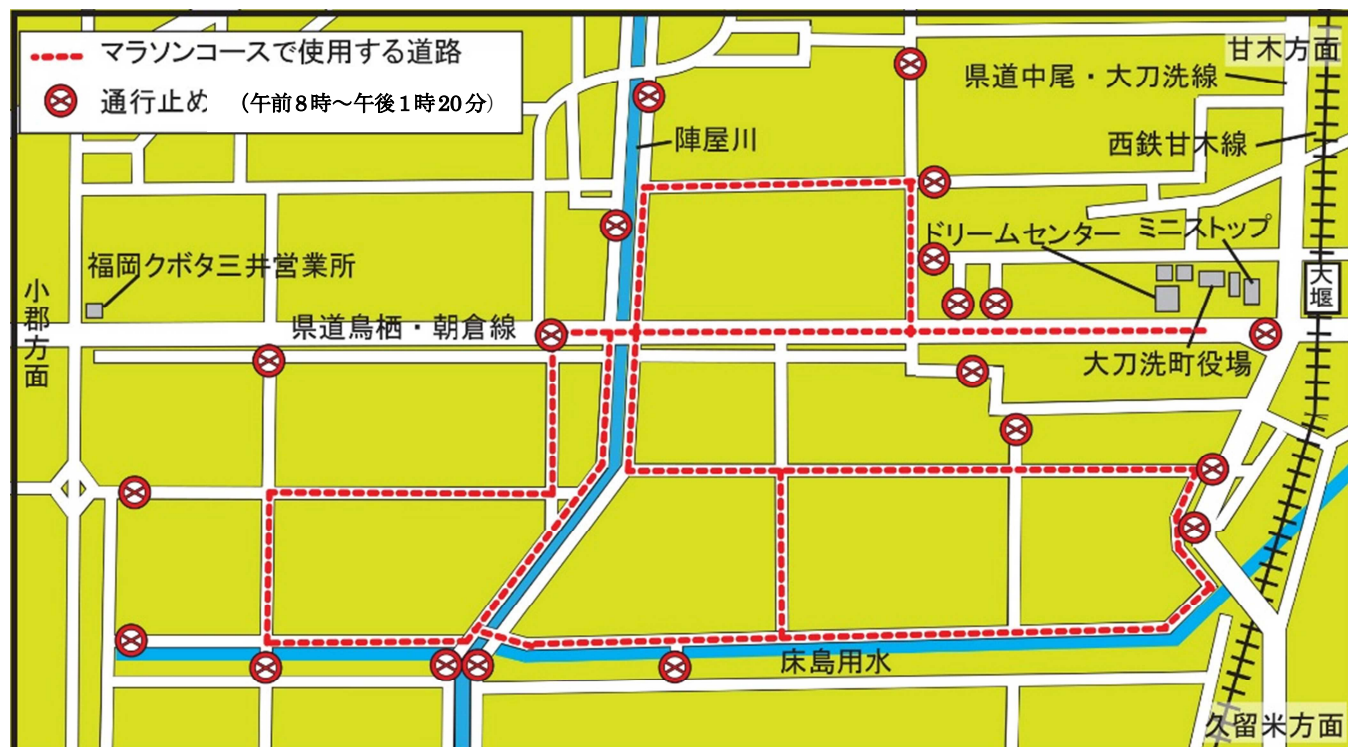 マラソンコースで使用する道路
通行止め (午前8時～午後1時20分)
甘木方面
県道中尾・大刀洗線
陣屋川
西鉄甘木線
ドリームセンター
ミニストップ
福岡クボタ三井営業所
大堰
小郡方面
県道鳥栖・朝倉線
大刀洗町役場
床島用水
久留米方面